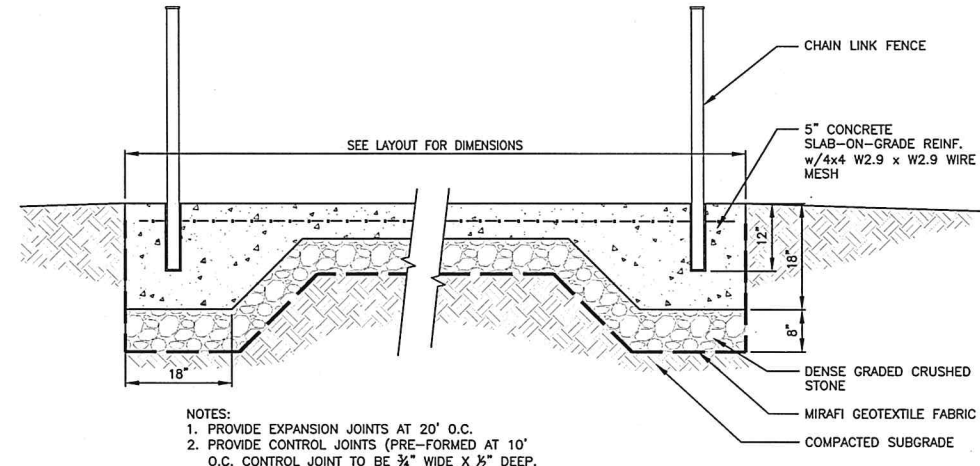 CHAIN LINK FENCE
5" CONCRETE
SLAB-ON-GRADE REINF.
w/4x4 W2.9 x W2.9 WIRE
MESH
SEE LAYOUT FOR DIMENSIONS
12"
18"
8"
18"
DENSE GRADED CRUSHED
STONE
MIRAFI GEOTEXTILE FABRIC
COMPACTED SUBGRADE
NOTES:
1. PROVIDE EXPANSION JOINTS AT 20' O.C.
2. PROVIDE CONTROL JOINTS (PRE-FORMED AT 10'
O.C. CONTROL JOINT TO BE ¾" WIDE X ½" DEEP.